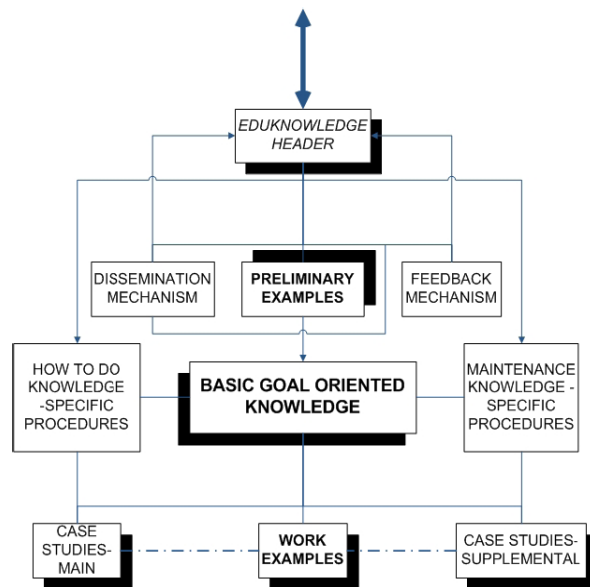 EDUKNOWLEDGE
HEADER
DISSEMINATION
MECHANISM
PRELIMINARY
EXAMPLES
FEEDBACK
MECHANISM
HOW TO DO
KNOWLEDGE
-SPECIFIC
PROCEDURES
BASIC GOAL ORIENTED
KNOWLEDGE
MAINTENANCE
KNOWLEDGE -
SPECIFIC
PROCEDURES
CASE
STUDIES-
MAIN
WORK
EXAMPLES
CASE STUDIES-
SUPPLEMENTAL